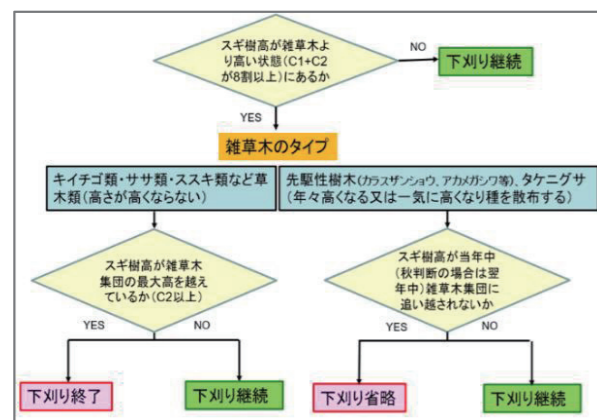 スギ樹高が雑草木よ
り高い状態(C1+C2
が8割以上)にあるか
NO
下刈り継続
YES
雑草木のタイプ
キイチゴ類・ササ類・ススキ類など草
木類(高さが高くならない)
先駆性樹木(カラスザンショウ、アカメガシワ等)、タケニグサ
(年々高くなる又は一気に高くなり種を散布する)
スギ樹高が雑草木
集団の最大高を越え
ているか(C2以上)
スギ樹高が当年中
(秋判断の場合は翌
年中)雑草木集団に
追い越されないか
YES
NO
YES
NO
下刈り終了
下刈り継続
下刈り省略
下刈り継続